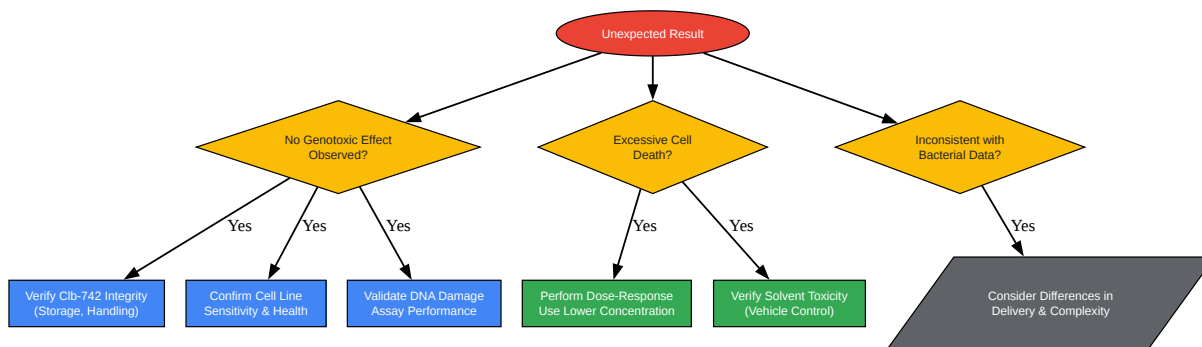 Unexpected Result
No Genotoxic Effect
Observed?
Excessive Cell
Death?
Inconsistent with
Bacterial Data?
Yes
Yes
Yes
Yes
Yes
Yes
Verify Clb-742 Integrity
(Storage, Handling)
Confirm Cell Line
Sensitivity & Health
Validate DNA Damage
Assay Performance
Perform Dose-Response
Use Lower Concentration
Verify Solvent Toxicity
(Vehicle Control)
Consider Differences in
Delivery & Complexity